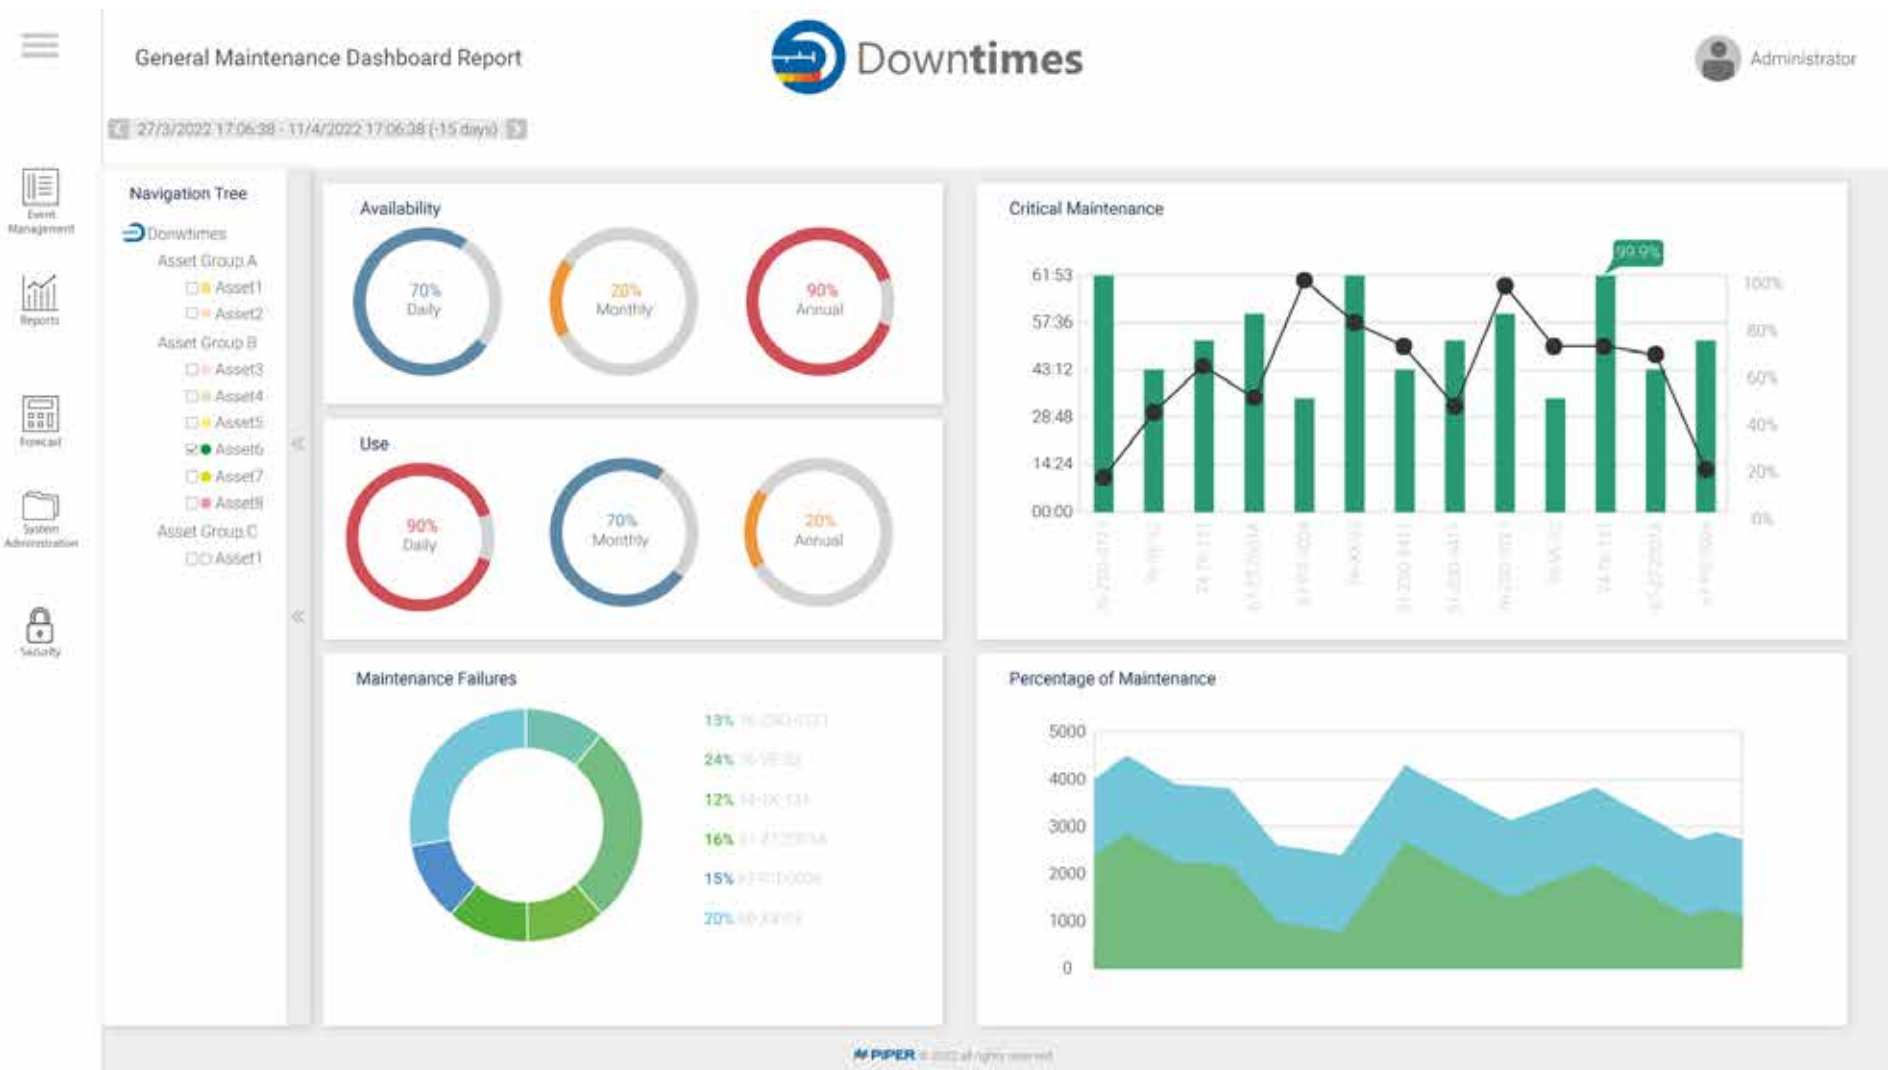 General Maintenance Dashboard Report
Downtimes
Administrator
27/3/2022 17:06:38 - 11/4/2022 17:06:38 (-15 days)
Event
Management
Reports
Forecast
System
Administration
Security
Navigation Tree
Donwtimes
Asset Group A
Asset1
Asset2
Asset Group B
Asset3
Asset4
Asset5
Asset6
Asset7
Asset8
Asset Group C
Asset1
Availability
70%
Daily
20%
Monthly
90%
Annual
Use
90%
Daily
70%
Monthly
20%
Annual
Maintenance Failures
13%
24%
12%
16%
15%
20%
Critical Maintenance
99.9%
61:53
57:36
43:12
28:48
14:24
00:00
100%
80%
60%
40%
20%
0%
Percentage of Maintenance
5000
4000
3000
2000
1000
0
PIPER © 2022 all rights reserved